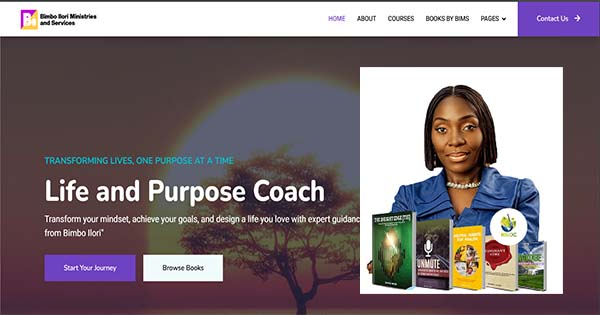 Bi
Bimbo Ilori Ministries
and Services
HOME ABOUT COURSES BOOKS BY BIMS PAGES Contact Us
TRANSFORMING LIVES, ONE PURPOSE AT A TIME
Life and Purpose Coach
Transform your mindset, achieve your goals, and design a life you love with expert guidanc
from Bimbo Ilori"
Start Your Journey Browse Books
UNMUTE